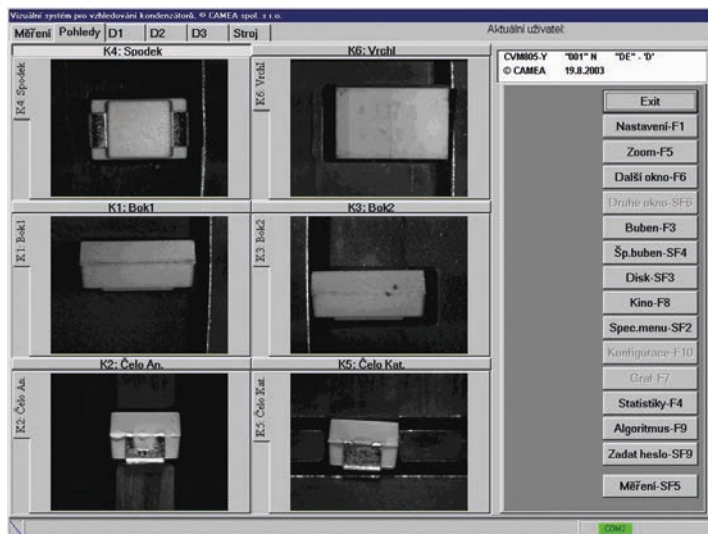 Vizuální systém pro vzhledování kondenzátorů, © CAMEA spol. s r.o.
Měření Pohledy D1 D2 D3 Stroj
Aktuální uživatel:
K4: Spodek
K6: Vrchl
K4: Spodek
K6: Vrchl
CVM805-Y "001" N "DE" - 'D'
© CAMEA 19.8.2003
K1: Bok1
K3: Bok2
K1: Bok1
K3: Bok2
K2: Čelo An.
K5: Čelo Kat.
K2: Čelo An.
K5: Čelo Kat.
Exit
Nastavení-F1
Zoom-F5
Další okno-F6
Druhé okno-SF6
Buben-F3
Šp.buben-SF4
Disk-SF3
Kino-F8
Spec.menu-SF2
Konfigurace-F10
Graf-F7
Statistiky-F4
Algoritmus-F9
Zadat heslo-SF9
Měření-SF5
COM2